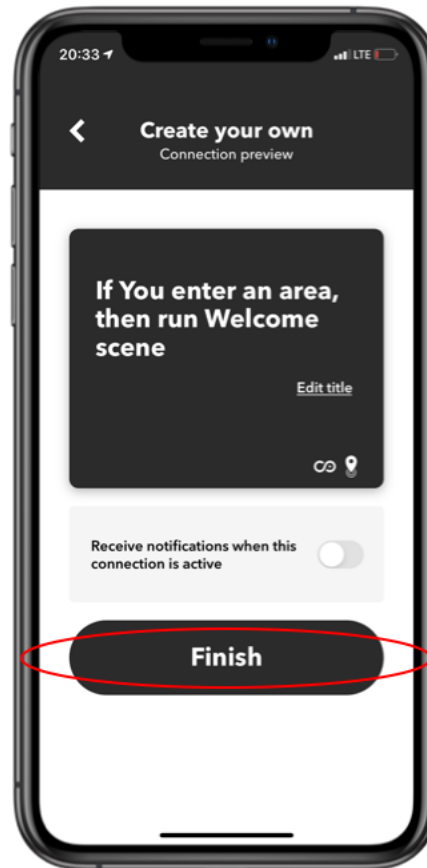 20:33
LTE
Create your own
Connection preview
If You enter an area,
then run Welcome
scene
Edit title
Receive notifications when this
connection is active
Finish